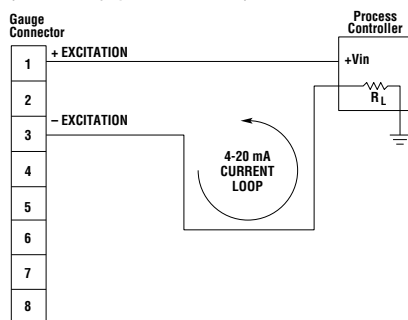 Gauge
Connector
Process
Controller
1
+ EXCITATION
+Vin
2
RL
3
– EXCITATION
4
4-20 mA
CURRENT
LOOP
5
6
7
8